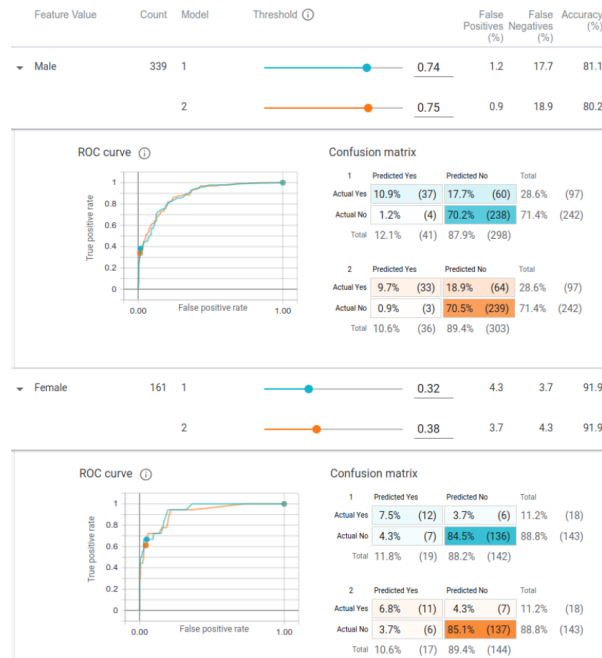 Feature Value Count Model Threshold ⓘ False Positives (%) False Negatives (%) Accuracy (%)
Male 339 1 0.74 1.2 17.7 81.1
2 0.75 0.9 18.9 80.2
ROC curve ⓘ
1
0.8
0.6
0.4
0.2
0
True positive rate
0.00 False positive rate 1.00
Confusion matrix
1 Predicted Yes Predicted No Total
Actual Yes 10.9% (37) 17.7% (60) 28.6% (97)
Actual No 1.2% (4) 70.2% (238) 71.4% (242)
Total 12.1% (41) 87.9% (298)
2 Predicted Yes Predicted No Total
Actual Yes 9.7% (33) 18.9% (64) 28.6% (97)
Actual No 0.9% (3) 70.5% (239) 71.4% (242)
Total 10.6% (36) 89.4% (303)
Female 161 1 0.32 4.3 3.7 91.9
2 0.38 3.7 4.3 91.9
ROC curve ⓘ
1
0.8
0.6
0.4
0.2
0
True positive rate
0.00 False positive rate 1.00
Confusion matrix
1 Predicted Yes Predicted No Total
Actual Yes 7.5% (12) 3.7% (6) 11.2% (18)
Actual No 4.3% (7) 84.5% (136) 88.8% (143)
Total 11.8% (19) 88.2% (142)
2 Predicted Yes Predicted No Total
Actual Yes 6.8% (11) 4.3% (7) 11.2% (18)
Actual No 3.7% (6) 85.1% (137) 88.8% (143)
Total 10.6% (17) 89.4% (144)